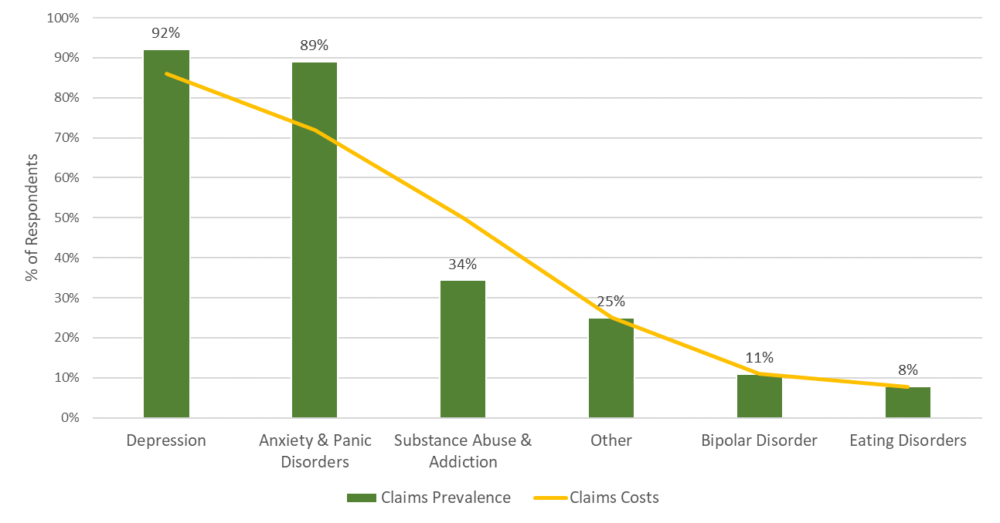 100%
90%
80%
70%
60%
50%
40%
30%
20%
10%
0%
% of Respondents
92%
89%
34%
25%
11%
8%
Depression
Anxiety & Panic
Disorders
Substance Abuse &
Addiction
Other
Bipolar Disorder
Eating Disorders
Claims Prevalence
Claims Costs